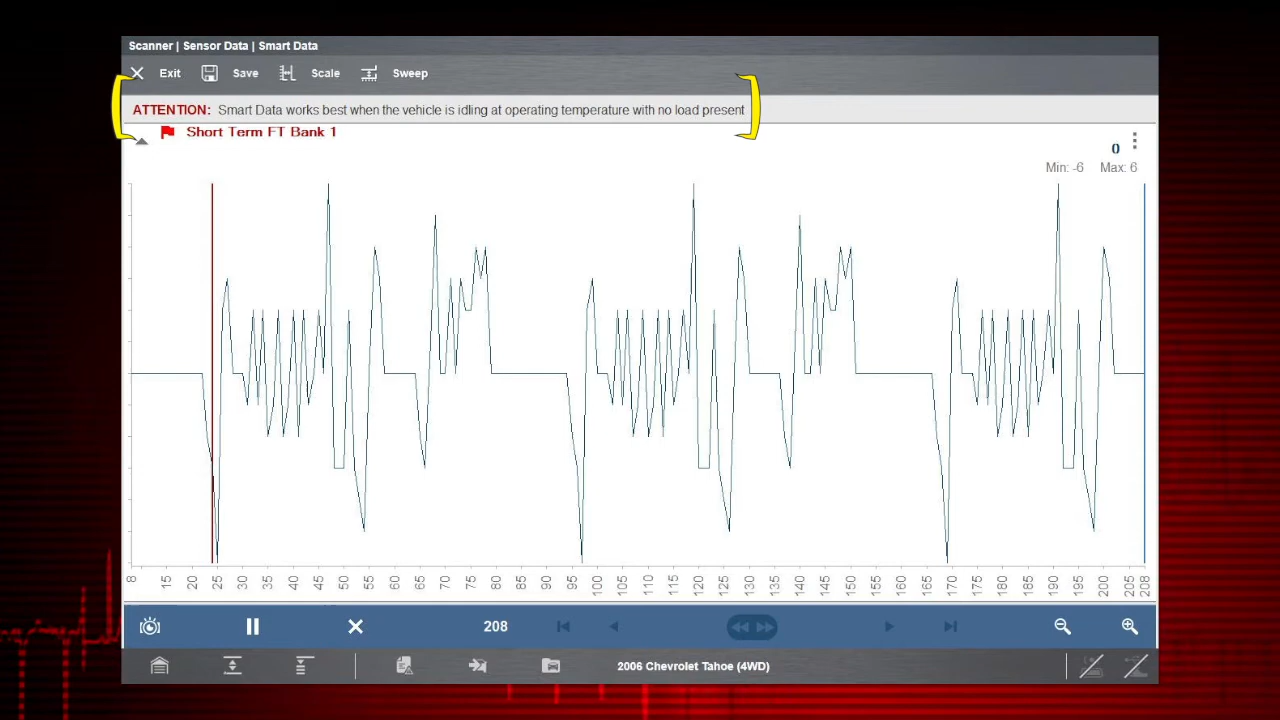 Scanner | Sensor Data | Smart Data
Exit Save Scale Sweep
ATTENTION: Smart Data works best when the vehicle is idling at operating temperature with no load present
Short Term FT Bank 1
0
Min: -6 Max: 6
8 15 20 25 30 35 40 45 50 55 60 65 70 75 80 85 90 95 100 105 110 115 120 125 130 135 140 145 150 155 160 165 170 175 180 185 190 195 200 205 208
208
2006 Chevrolet Tahoe (4WD)